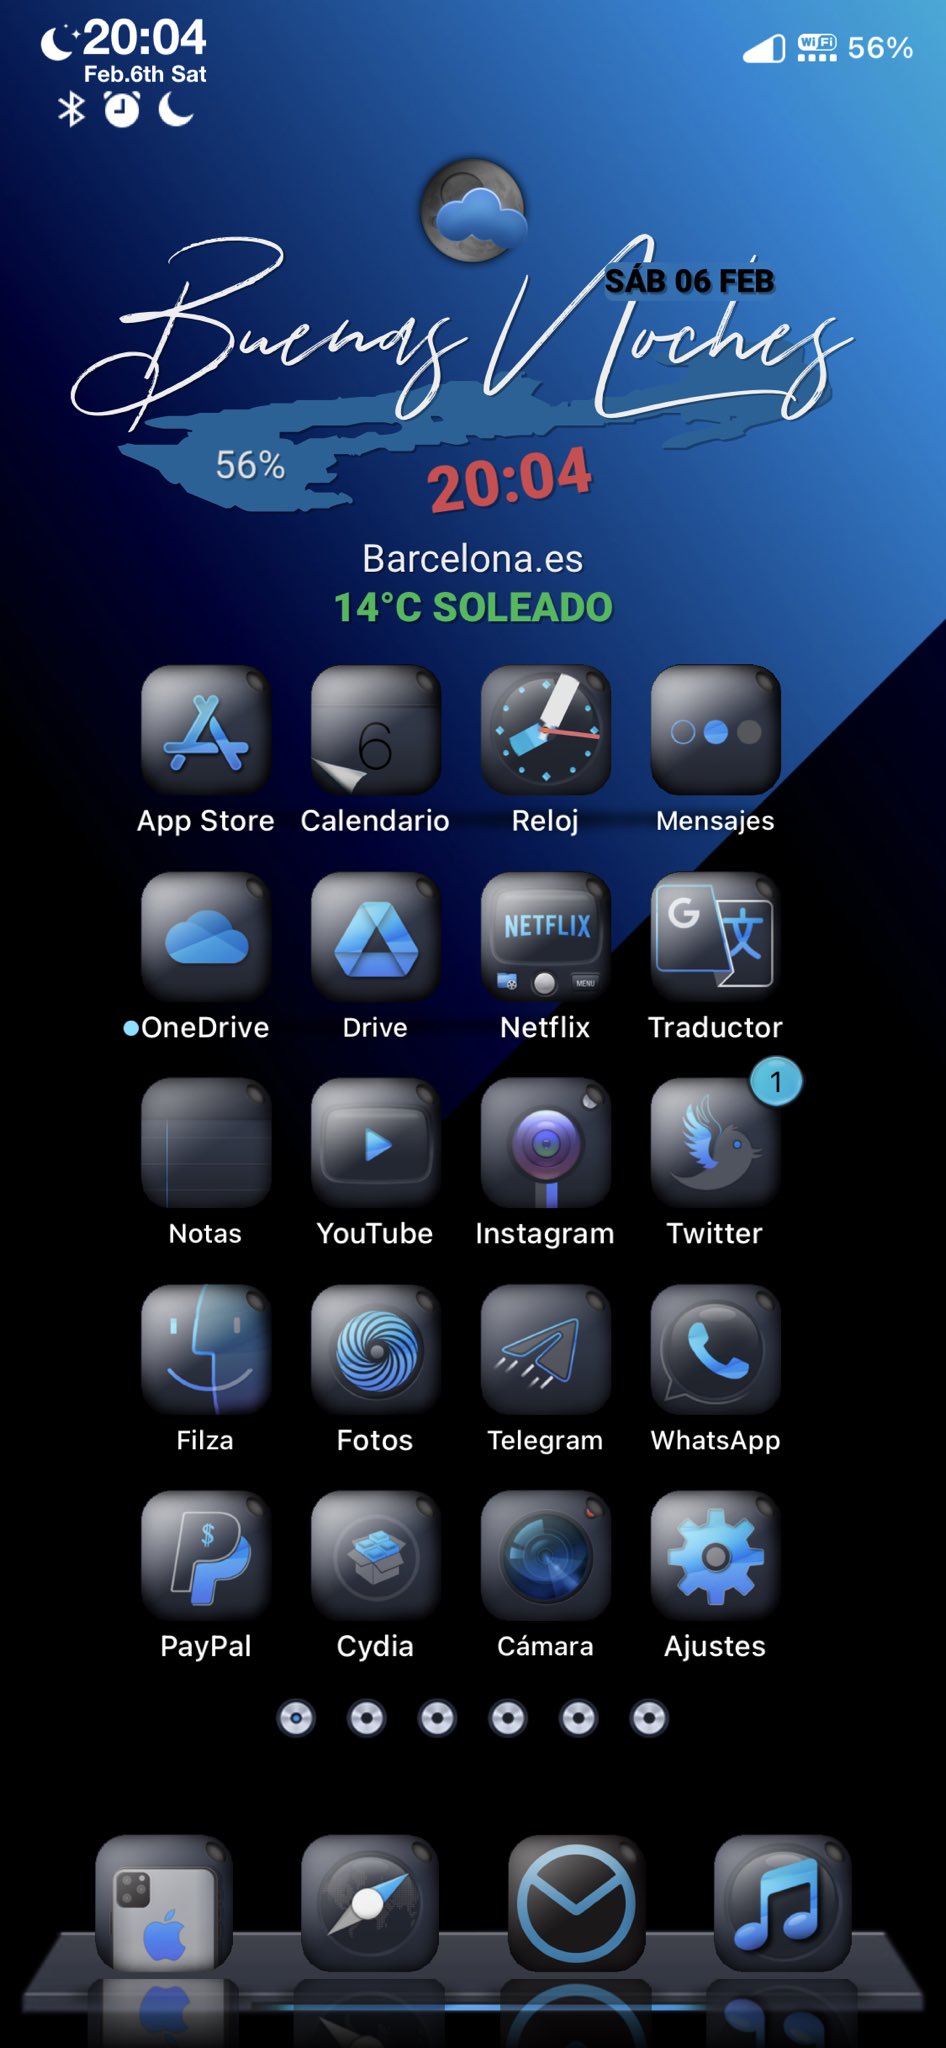 20:04
Feb.6th Sat
WiFi
56%
SÁB 06 FEB
Buenas Noches
56%
20:04
Barcelona.es
14°C SOLEADO
6
App Store
Calendario
Reloj
Mensajes
NETFLIX
MENU
G
文
OneDrive
Drive
Netflix
Traductor
1
Notas
YouTube
Instagram
Twitter
Filza
Fotos
Telegram
WhatsApp
$
PayPal
Cydia
Cámara
Ajustes